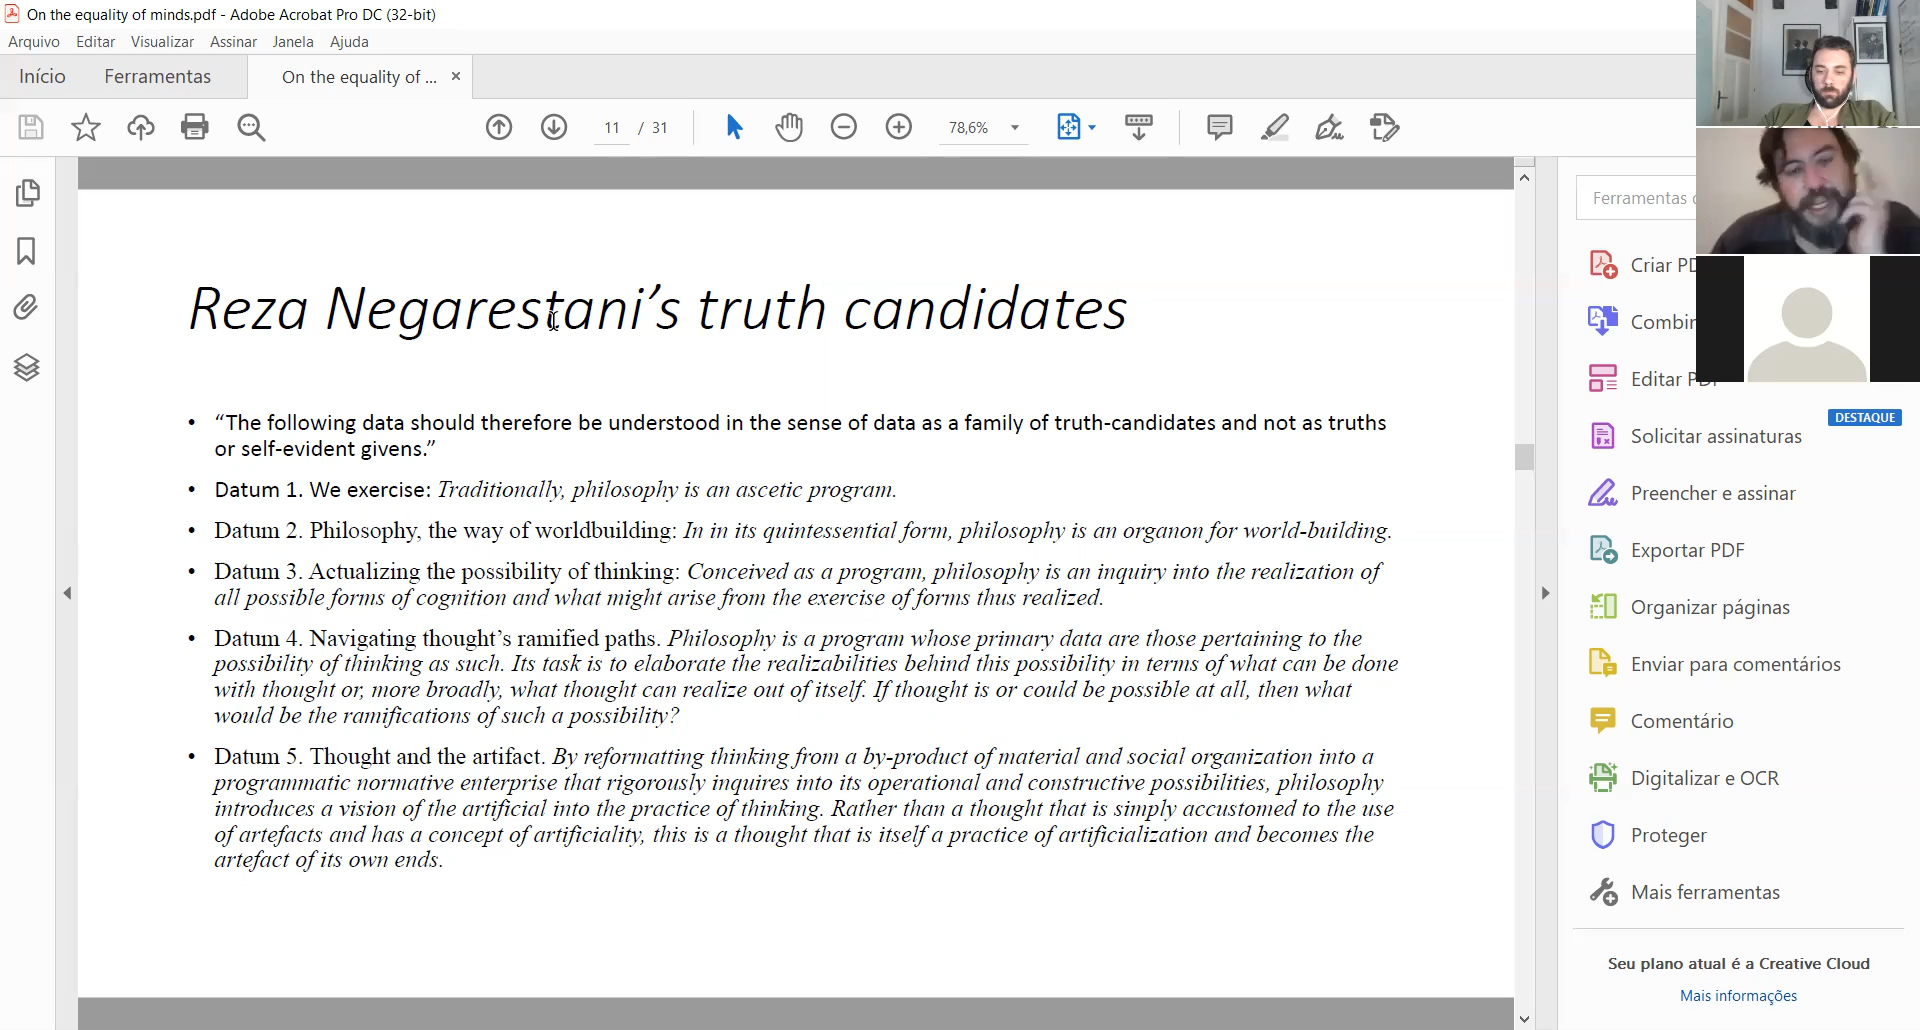 On the equality of minds.pdf - Adobe Acrobat Pro DC (32-bit)
Arquivo Editar Visualizar Assinar Janela Ajuda
Início Ferramentas On the equality of ... ×
11 / 31 78,6%
Ferramentas
Reza Negarestani’s truth candidates
• “The following data should therefore be understood in the sense of data as a family of truth-candidates and not as truths
or self-evident givens.”
• Datum 1. We exercise: Traditionally, philosophy is an ascetic program.
• Datum 2. Philosophy, the way of worldbuilding: In in its quintessential form, philosophy is an organon for world-building.
• Datum 3. Actualizing the possibility of thinking: Conceived as a program, philosophy is an inquiry into the realization of
all possible forms of cognition and what might arise from the exercise of forms thus realized.
• Datum 4. Navigating thought’s ramified paths. Philosophy is a program whose primary data are those pertaining to the
possibility of thinking as such. Its task is to elaborate the realizabilities behind this possibility in terms of what can be done
with thought or, more broadly, what thought can realize out of itself. If thought is or could be possible at all, then what
would be the ramifications of such a possibility?
• Datum 5. Thought and the artifact. By reformatting thinking from a by-product of material and social organization into a
programmatic normative enterprise that rigorously inquires into its operational and constructive possibilities, philosophy
introduces a vision of the artificial into the practice of thinking. Rather than a thought that is simply accustomed to the use
of artefacts and has a concept of artificiality, this is a thought that is itself a practice of artificialization and becomes the
artefact of its own ends.
Criar PD
Combin
Editar PDF
DESTAQUE
Solicitar assinaturas
Preencher e assinar
Exportar PDF
Organizar páginas
Enviar para comentários
Comentário
Digitalizar e OCR
Proteger
Mais ferramentas
Seu plano atual é a Creative Cloud
Mais informações